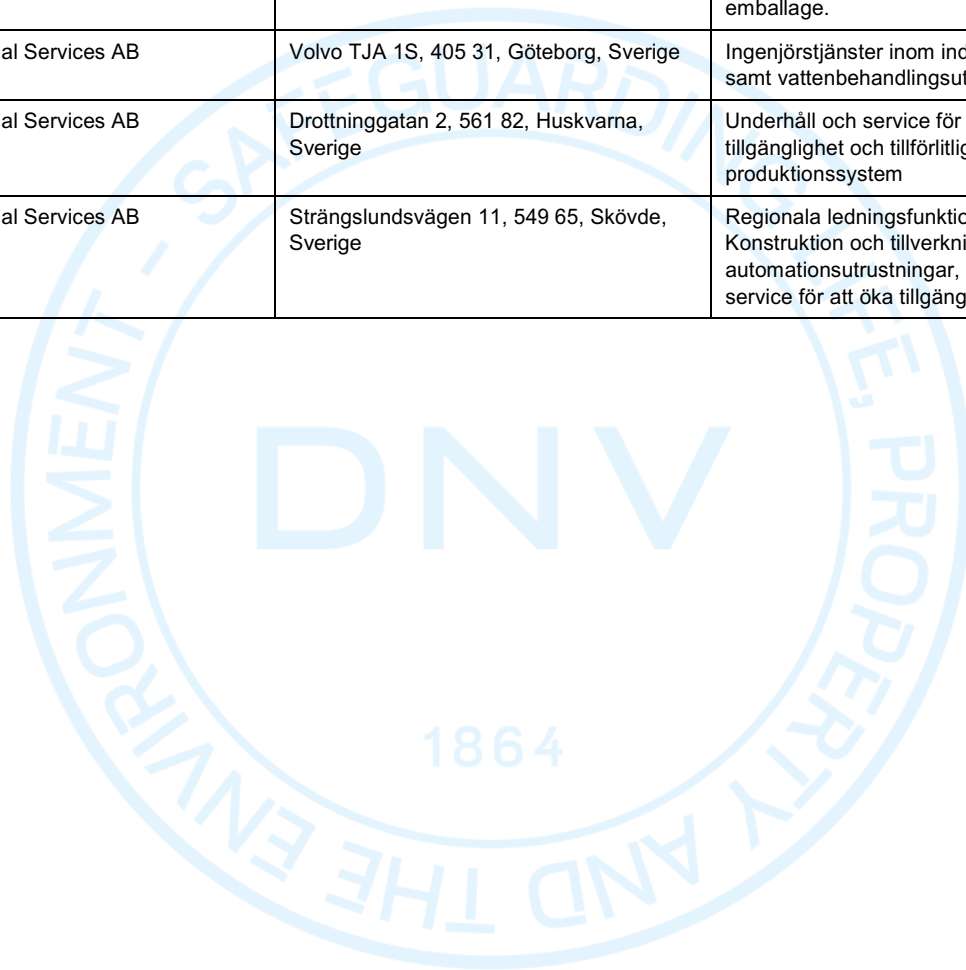 emballage.
al Services AB
Volvo TJA 1S, 405 31, Göteborg, Sverige
Ingenjörstjänster inom ind
samt vattenbehandlingsut
al Services AB
Drottninggatan 2, 561 82, Huskvarna,
Sverige
Underhåll och service för
tillgänglighet och tillförlitlig
produktionssystem
al Services AB
Strängslundsvägen 11, 549 65, Skövde,
Sverige
Regionala ledningsfunktio
Konstruktion och tillverkni
automationsutrustningar,
service för att öka tillgäng
SAFEGUARDING LIFE, PROPERTY AND THE ENVIRONMENT -
DNV
1864